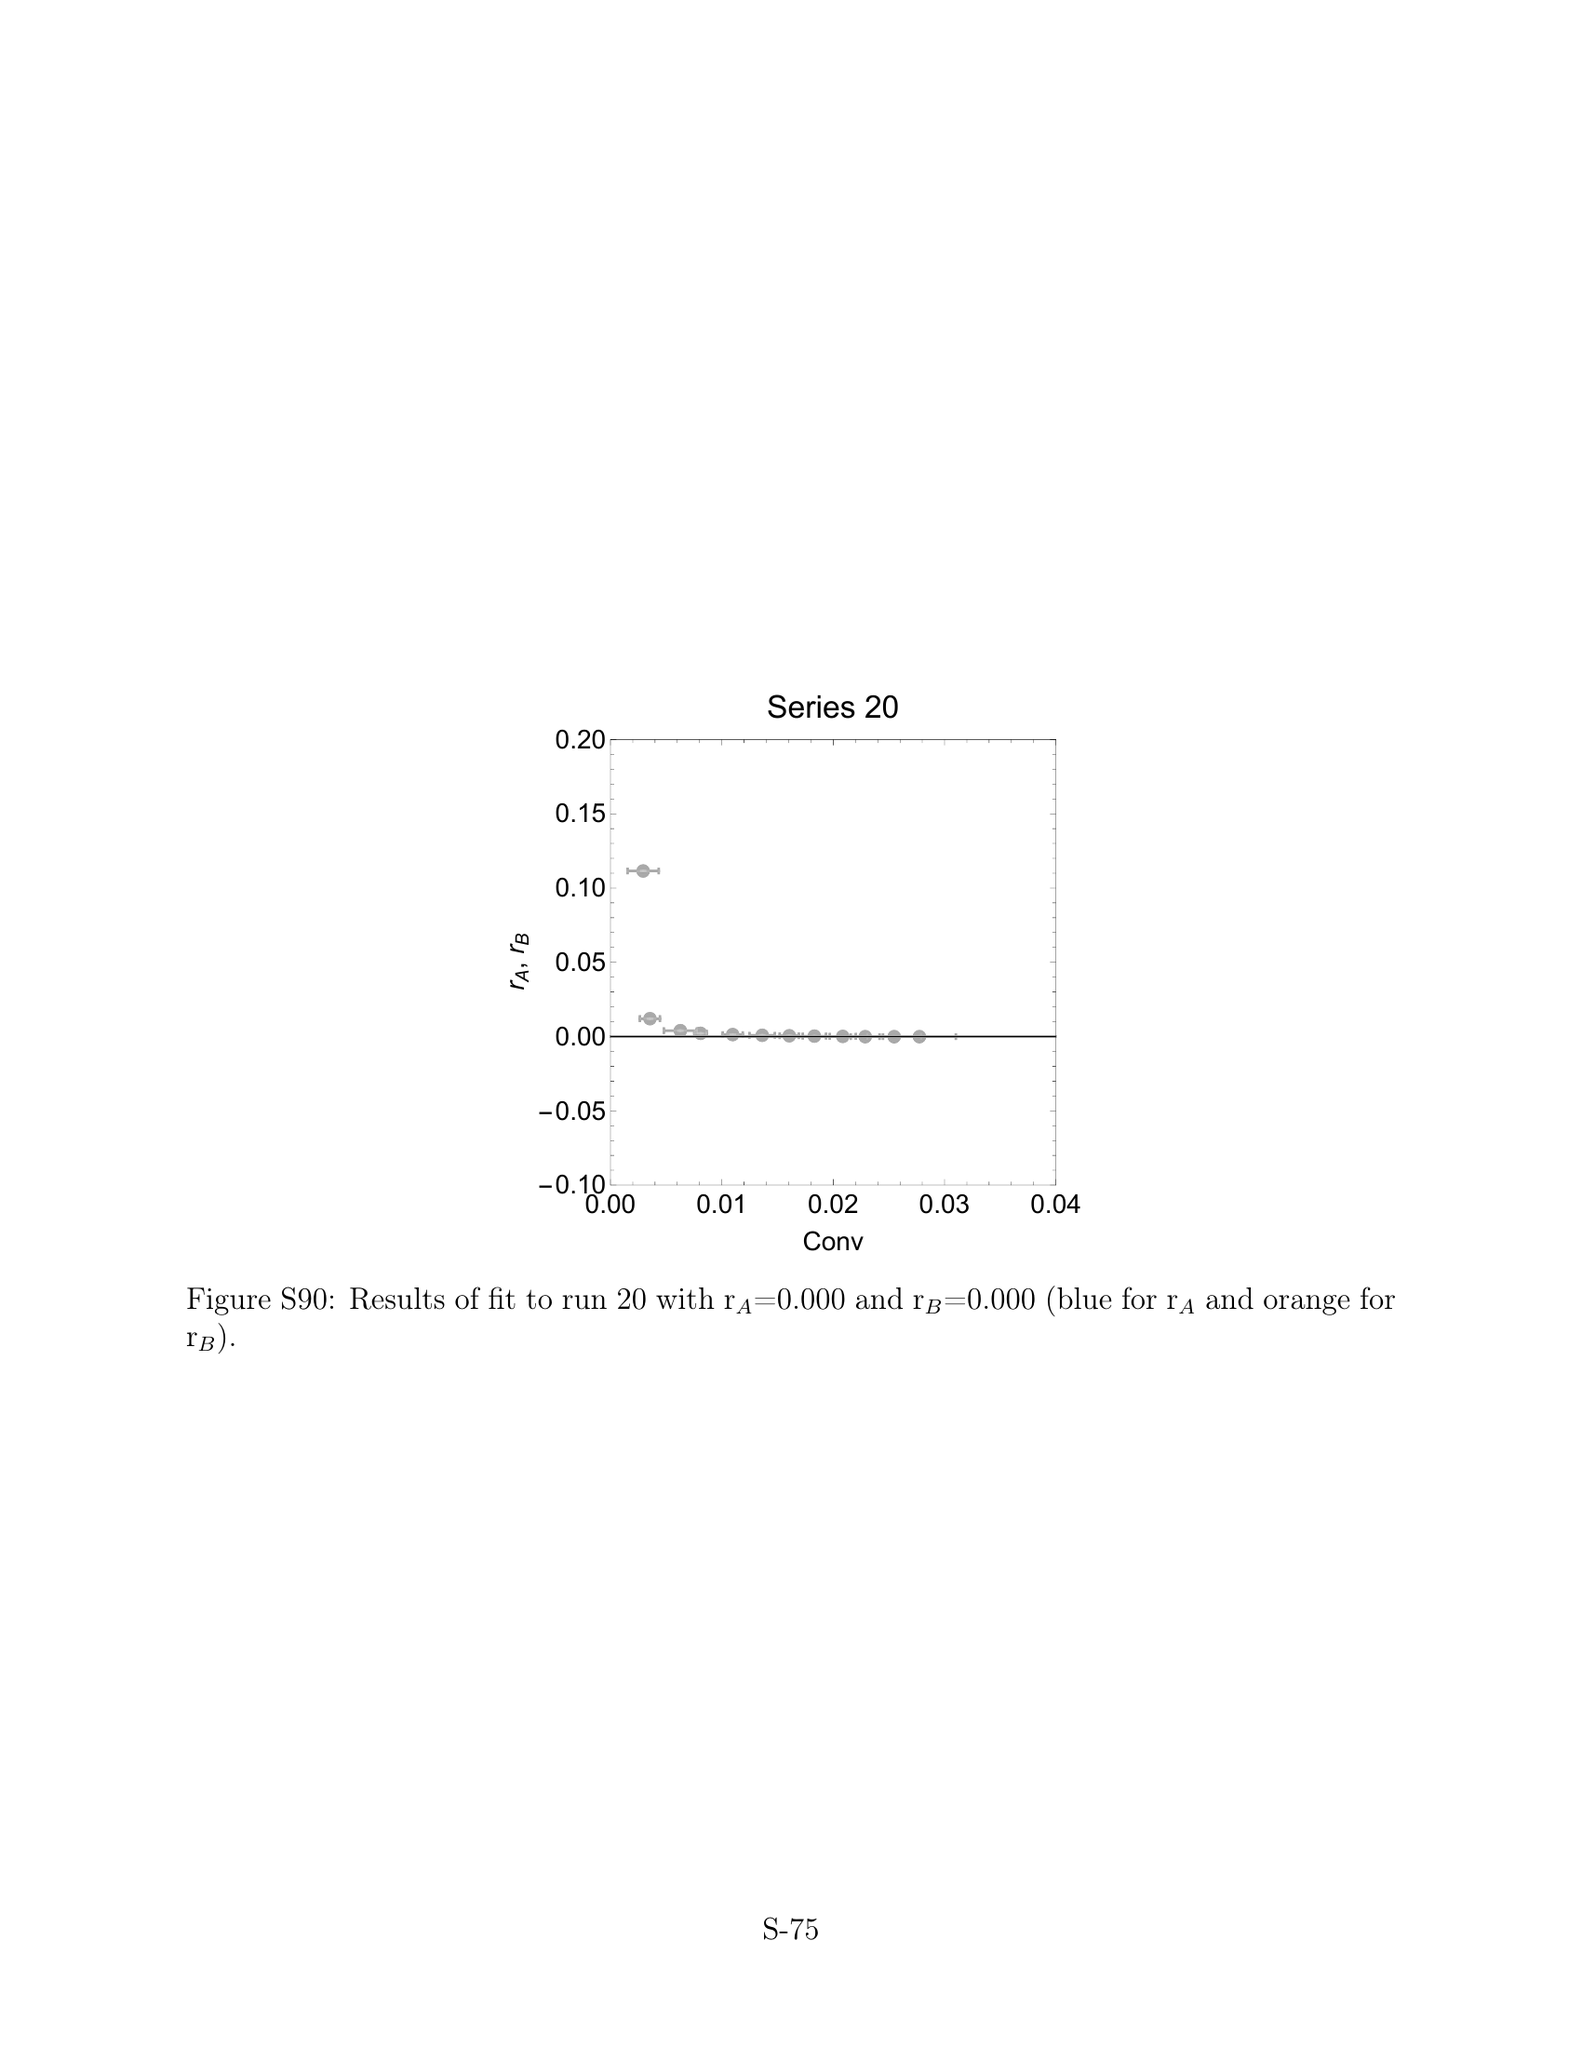 Series 20
0.20
0.15
0.10
0.05
0.00
−0.05
−0.10
r_A, r_B
0.00 0.01 0.02 0.03 0.04
Conv
Figure S90: Results of fit to run 20 with r_A=0.000 and r_B=0.000 (blue for r_A and orange for
r_B).
S-75